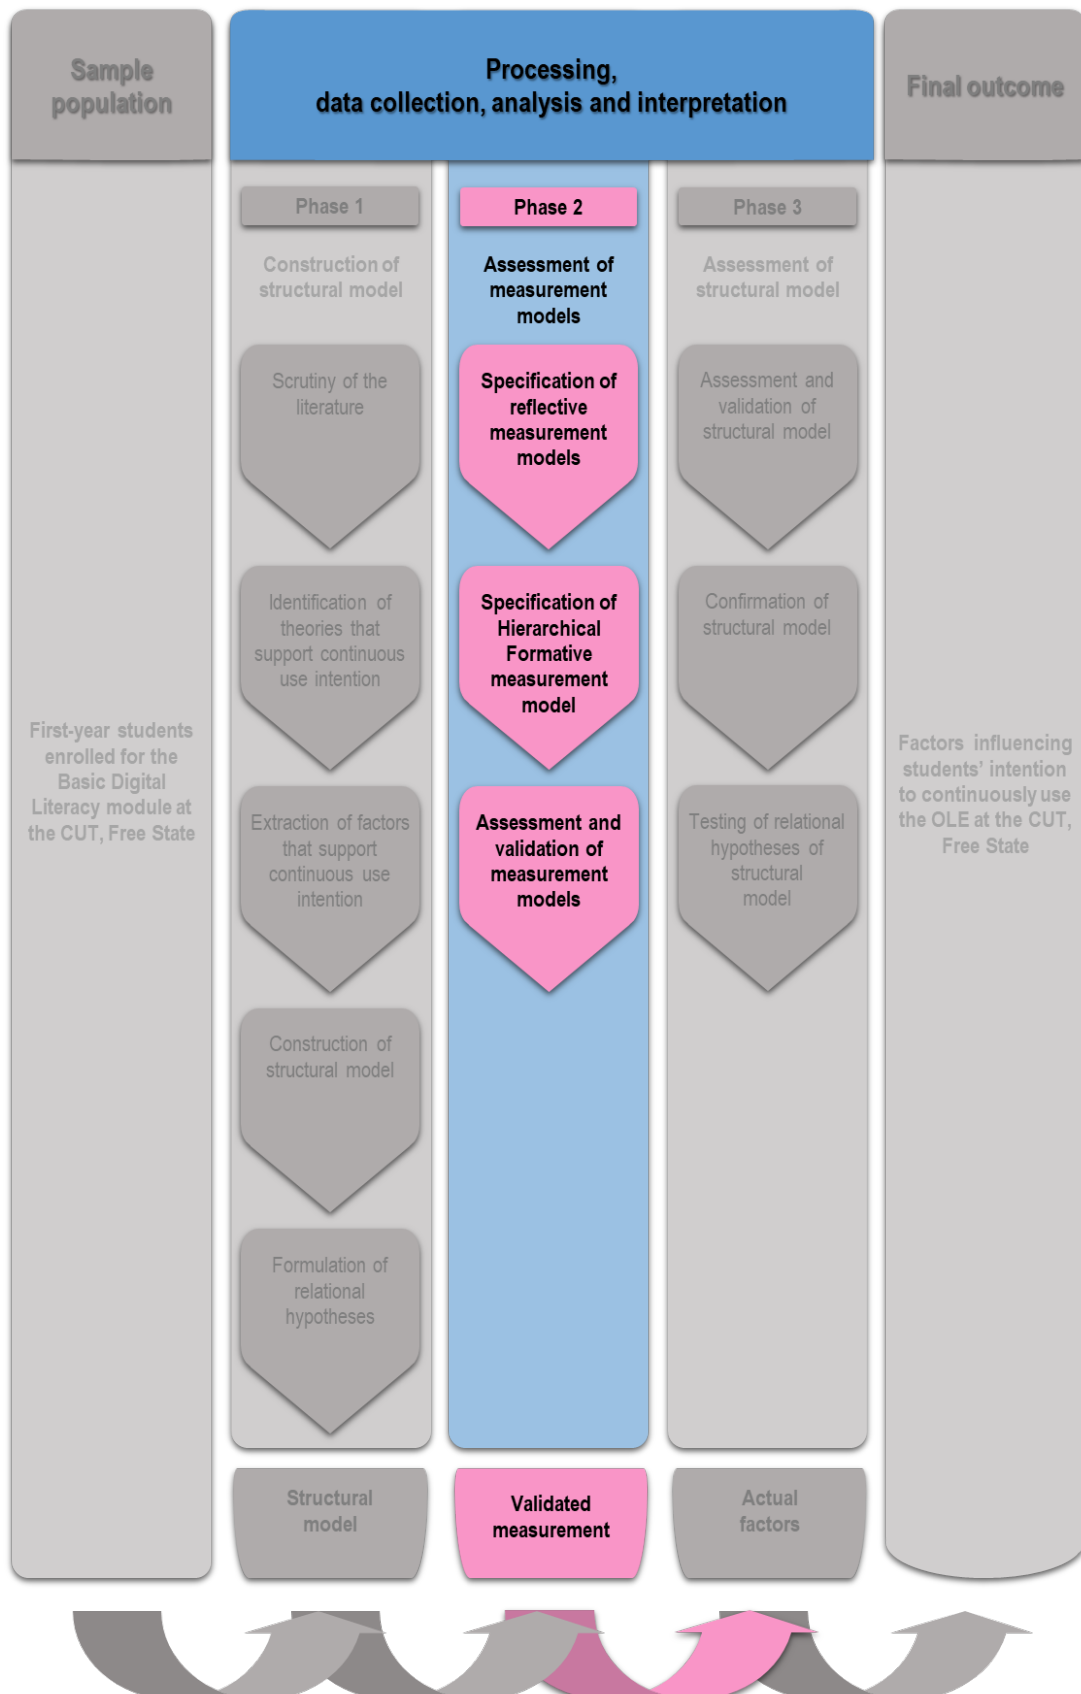 Sample
population
Processing,
data collection, analysis and interpretation
Final outcome
First-year students
enrolled for the
Basic Digital
Literacy module at
the CUT, Free State
Phase 1
Construction of
structural model
Scrutiny of the
literature
Identification of
theories that
support continuous
use intention
Extraction of factors
that support
continuous use
intention
Construction of
structural model
Formulation of
relational
hypotheses
Structural
model
Phase 2
Assessment of
measurement
models
Specification of
reflective
measurement
models
Specification of
Hierarchical
Formative
measurement
model
Assessment and
validation of
measurement
models
Validated
measurement
Phase 3
Assessment of
structural model
Assessment and
validation of
structural model
Confirmation of
structural model
Testing of relational
hypotheses of
structural
model
Actual
factors
Factors influencing
students’ intention
to continuously use
the OLE at the CUT,
Free State